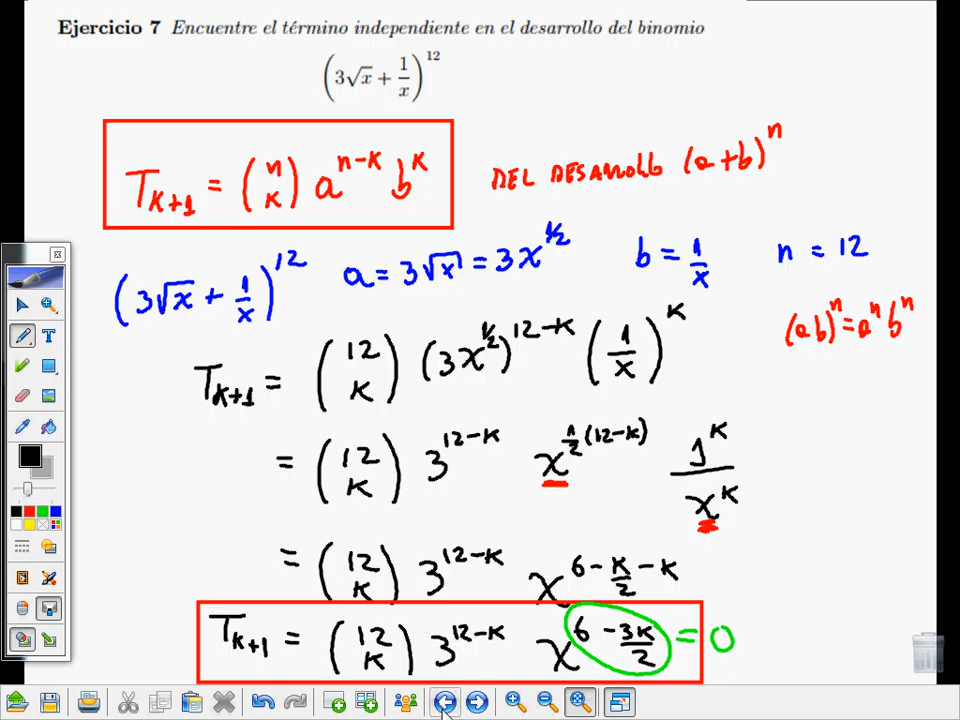 Ejercicio 7 Encuentre el término independiente en el desarrollo del binomio
(3√x + 1/x)^12
T_{K+1} = (n K) a^{n-K} b^K
DEL DESARROLLO (a+b)^n
(3√x + 1/x)^12 a = 3√x = 3x^{1/2} b = 1/x n = 12
(ab)^n = a^n b^n
T_{K+1} = (12 K) (3x^{1/2})^{12-K} (1/x)^K
= (12 K) 3^{12-K} x^{1/2(12-K)} 1^K/x^K
= (12 K) 3^{12-K} x^{6-K/2-K}
T_{K+1} = (12 K) 3^{12-K} x^{6-3K/2} = 0
T